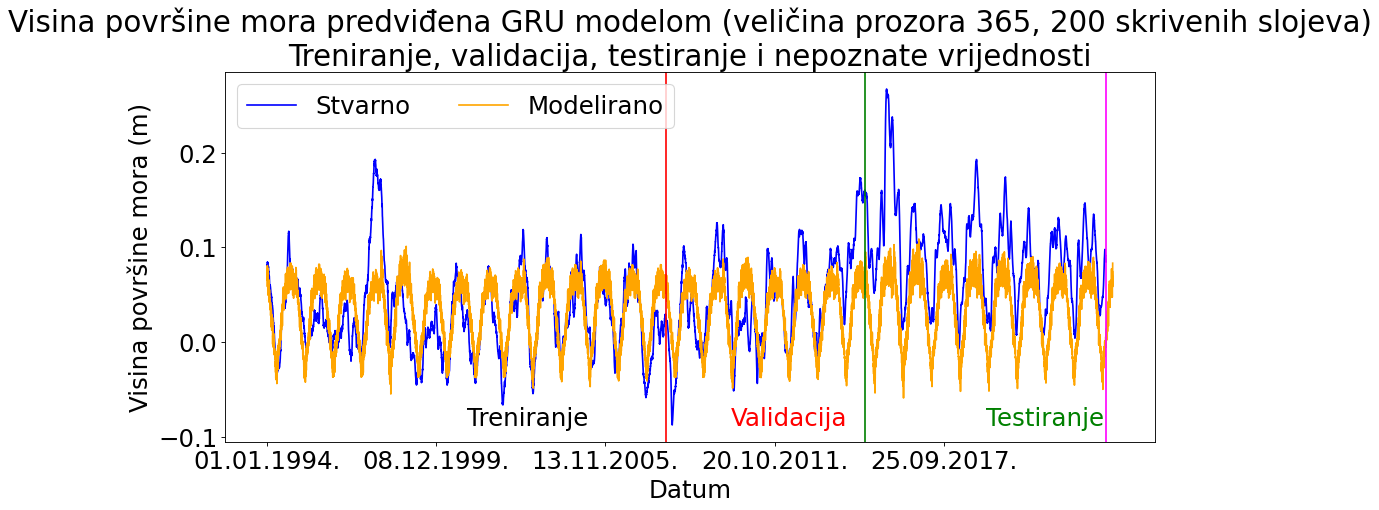 Visina površine mora predviđena GRU modelom (veličina prozora 365, 200 skrivenih slojeva)
Treniranje, validacija, testiranje i nepoznate vrijednosti
Stvarno
Modelirano
Visina površine mora (m)
0.2
0.1
0.0
−0.1
Treniranje
Validacija
Testiranje
01.01.1994.
08.12.1999.
13.11.2005.
20.10.2011.
25.09.2017.
Datum